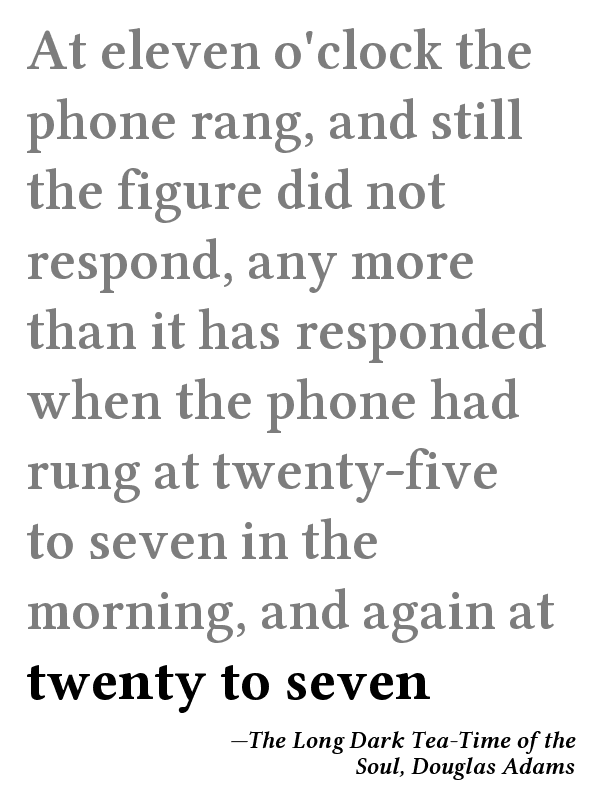 At eleven o'clock the
phone rang, and still
the figure did not
respond, any more
than it has responded
when the phone had
rung at twenty-five
to seven in the
morning, and again at
twenty to seven
—The Long Dark Tea-Time of the
Soul, Douglas Adams